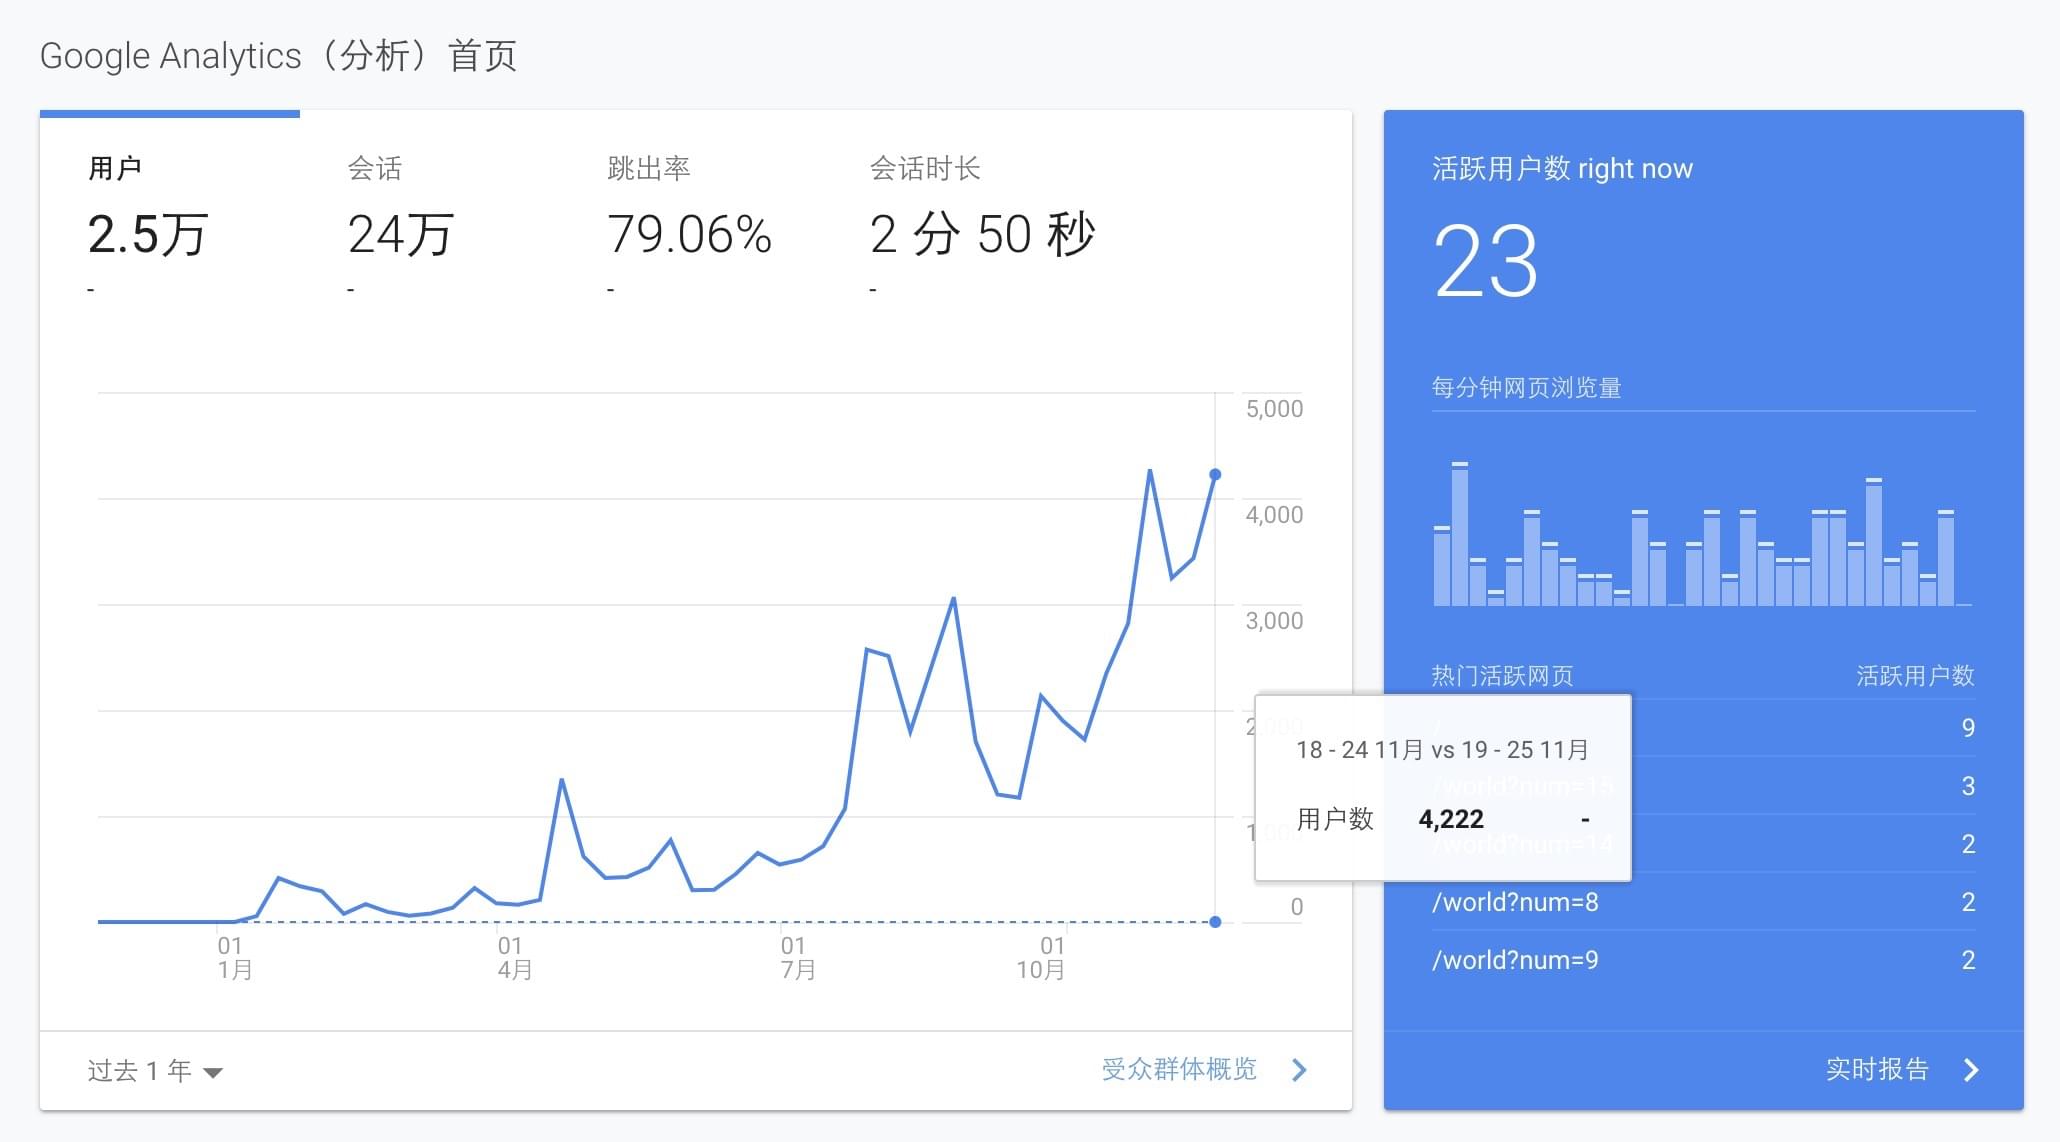 Google Analytics（分析）首页
用户
2.5万
-
会话
24万
-
跳出率
79.06%
-
会话时长
2 分 50 秒
-
5,000
4,000
3,000
2,000
1,000
0
01
1月
01
4月
01
7月
01
10月
18 - 24 11月 vs 19 - 25 11月
用户数 4,222 -
过去 1 年
受众群体概览
活跃用户数 right now
23
每分钟网页浏览量
热门活跃网页 活跃用户数
/ 9
/world?num=15 3
/world?num=14 2
/world?num=8 2
/world?num=9 2
实时报告